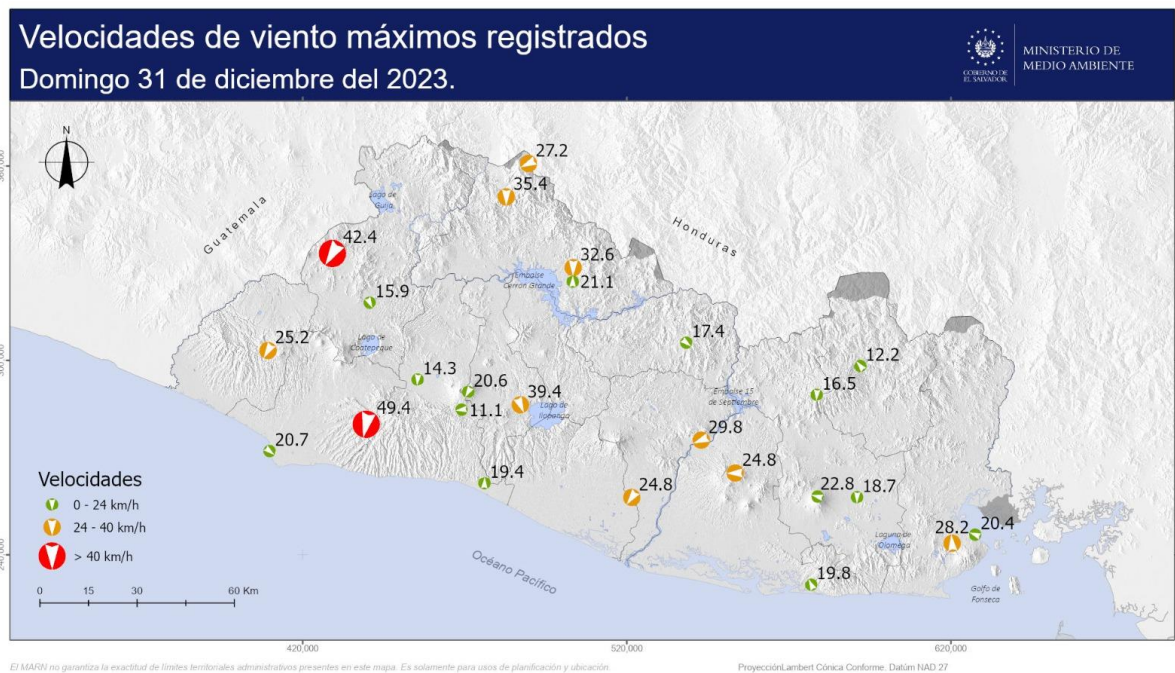 Velocidades de viento máximos registrados
Domingo 31 de diciembre del 2023.
GOBIERNO DE
EL SALVADOR
MINISTERIO DE
MEDIO AMBIENTE
N
27.2
35.4
Lago de
Güija
Guatemala
Honduras
42.4
32.6
Embalse
Cerrón Grande
21.1
15.9
17.4
25.2
Lago de
Coatepeque
12.2
14.3
20.6
16.5
39.4
Embalse 15
de Septiembre
11.1
Lago de
Ilopango
49.4
29.8
20.7
24.8
19.4
24.8
22.8
18.7
28.2
20.4
Laguna de
Olomega
19.8
Golfo de
Fonseca
Océano Pacífico
Velocidades
0 - 24 km/h
24 - 40 km/h
> 40 km/h
0 15 30 60 Km
300,000
240,000
420,000
520,000
620,000
El MARN no garantiza la exactitud de límites territoriales administrativos presentes en este mapa. Es solamente para usos de planificación y ubicación.
ProyecciónLambert Cónica Conforme. Datúm NAD 27